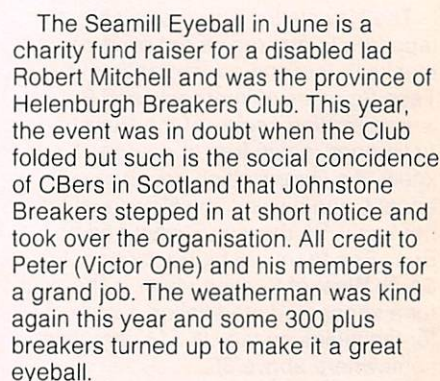 The Seamill Eyeball in June is a
charity fund raiser for a disabled lad
Robert Mitchell and was the province of
Helenburgh Breakers Club. This year,
the event was in doubt when the Club
folded but such is the social concidence
of CBers in Scotland that Johnstone
Breakers stepped in at short notice and
took over the organisation. All credit to
Peter (Victor One) and his members for
a grand job. The weatherman was kind
again this year and some 300 plus
breakers turned up to make it a great
eyeball.